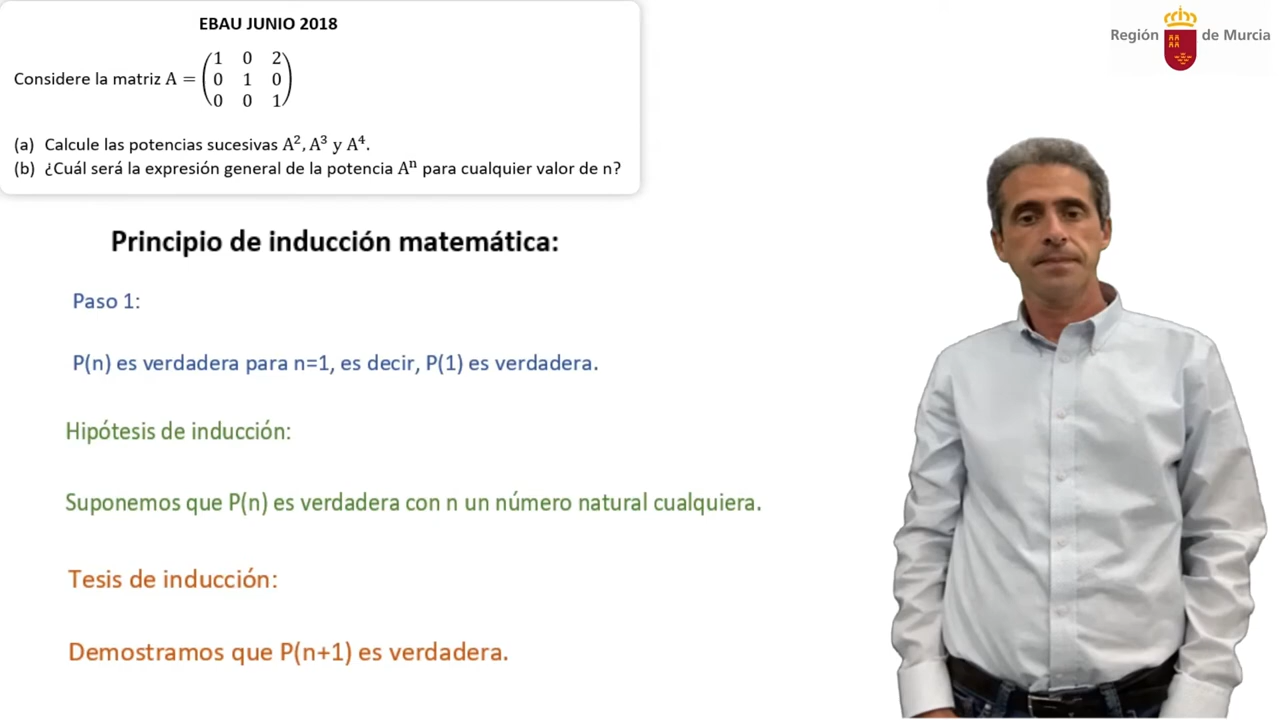 EBAU JUNIO 2018
Región de Murcia
Considere la matriz A = (1 0 2
0 1 0
0 0 1)
(a) Calcule las potencias sucesivas A², A³ y A⁴.
(b) ¿Cuál será la expresión general de la potencia Aⁿ para cualquier valor de n?
Principio de inducción matemática:
Paso 1:
P(n) es verdadera para n=1, es decir, P(1) es verdadera.
Hipótesis de inducción:
Suponemos que P(n) es verdadera con n un número natural cualquiera.
Tesis de inducción:
Demostramos que P(n+1) es verdadera.